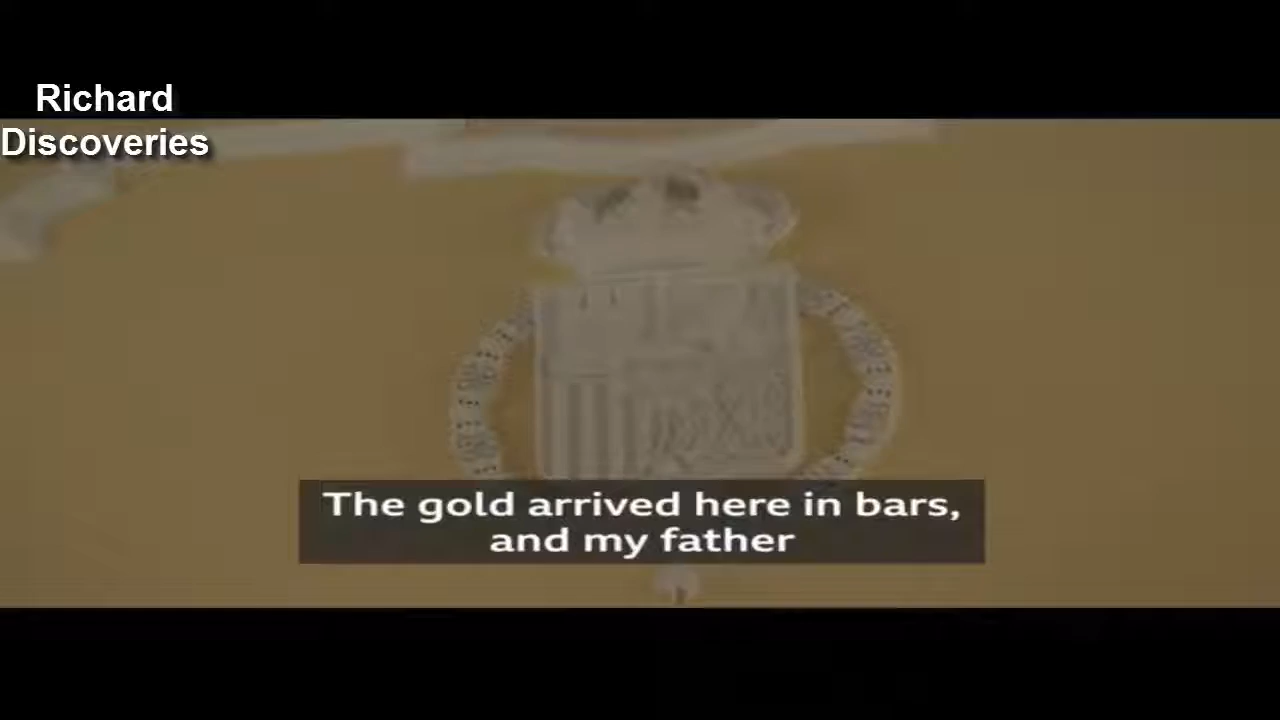 Richard
Discoveries
The gold arrived here in bars,
and my father